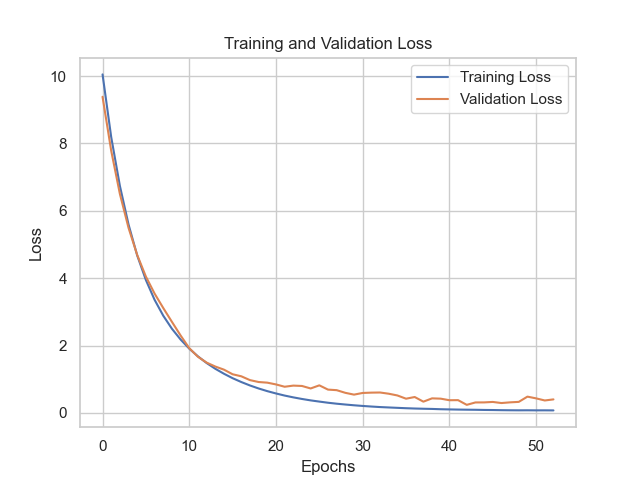 Training and Validation Loss
Training Loss
Validation Loss
Loss
10
8
6
4
2
0
0 10 20 30 40 50
Epochs